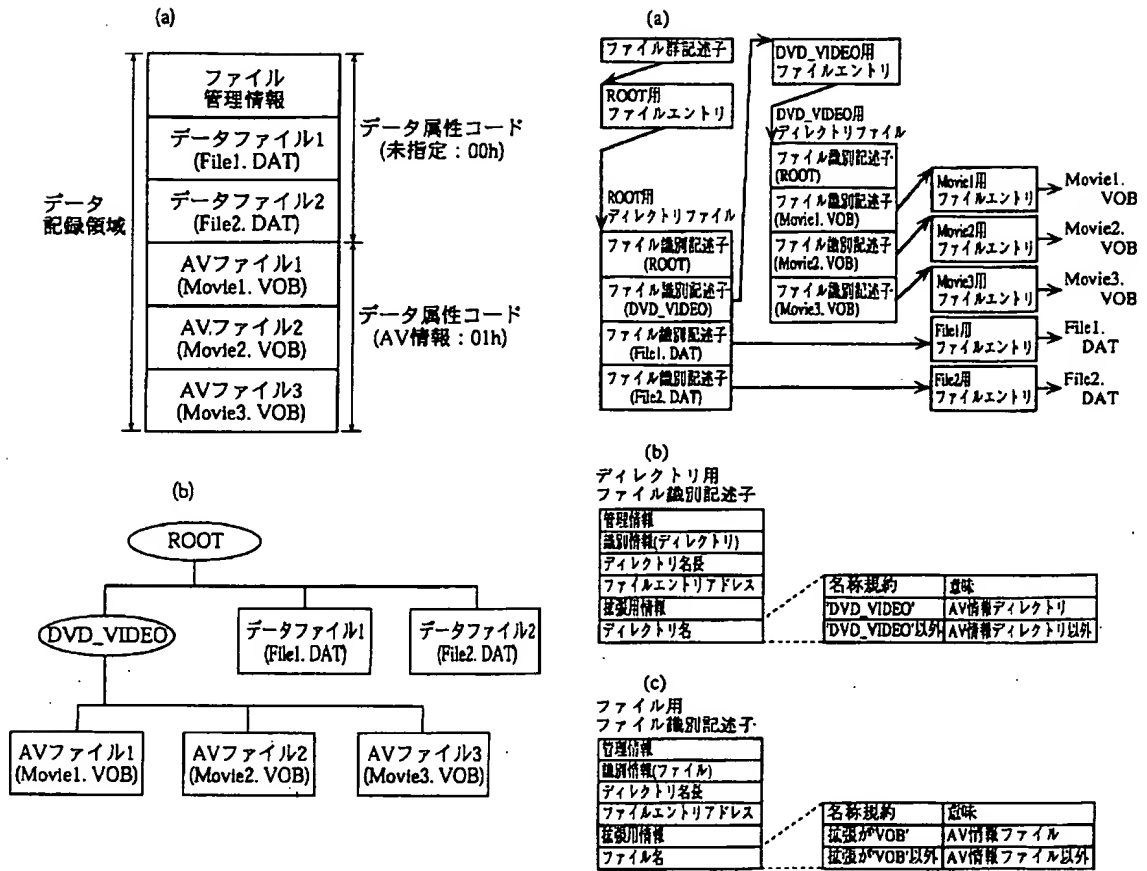 (a)
ファイル
管理情報
データファイル1
(File1. DAT)
データファイル2
(File2. DAT)
AVファイル1
(Movie1. VOB)
AV.ファイル2
(Movie2. VOB)
AVファイル3
(Movie3. VOB)
データ
記録領域
データ属性コード
(未指定：00h)
データ属性コード
(AV情報：01h)
(b)
ROOT
DVD_VIDEO
データファイル1
(File1. DAT)
データファイル2
(File2. DAT)
AVファイル1
(Movie1. VOB)
AVファイル2
(Movie2. VOB)
AVファイル3
(Movie3. VOB)
(a)
ファイル群記述子
ROOT用
ファイルエントリ
ROOT用
ディレクトリファイル
ファイル識別記述子
(ROOT)
ファイル識別記述子
(DVD_VIDEO)
ファイル識別記述子
(File1. DAT)
ファイル識別記述子
(File2. DAT)
DVD_VIDEO用
ファイルエントリ
DVD_VIDEO用
ディレクトリファイル
ファイル識別記述子
(ROOT)
ファイル識別記述子
(Movie1. VOB)
ファイル識別記述子
(Movie2. VOB)
ファイル識別記述子
(Movie3. VOB)
Movie1用
ファイルエントリ
Movie1.
VOB
Movie2用
ファイルエントリ
Movie2.
VOB
Movie3用
ファイルエントリ
Movie3.
VOB
File1用
ファイルエントリ
File1.
DAT
File2用
ファイルエントリ
File2.
DAT
(b)
ディレクトリ用
ファイル識別記述子
管理情報
識別情報(ディレクトリ)
ディレクトリ名長
ファイルエントリアドレス
拡張用情報
ディレクトリ名
名称規約
意味
'DVD_VIDEO'
AV情報ディレクトリ
'DVD_VIDEO'以外
AV情報ディレクトリ以外
(c)
ファイル用
ファイル識別記述子
管理情報
識別情報(ファイル)
ディレクトリ名長
ファイルエントリアドレス
拡張用情報
ファイル名
名称規約
意味
拡張が'VOB'
AV情報ファイル
拡張が'VOB'以外
AV情報ファイル以外